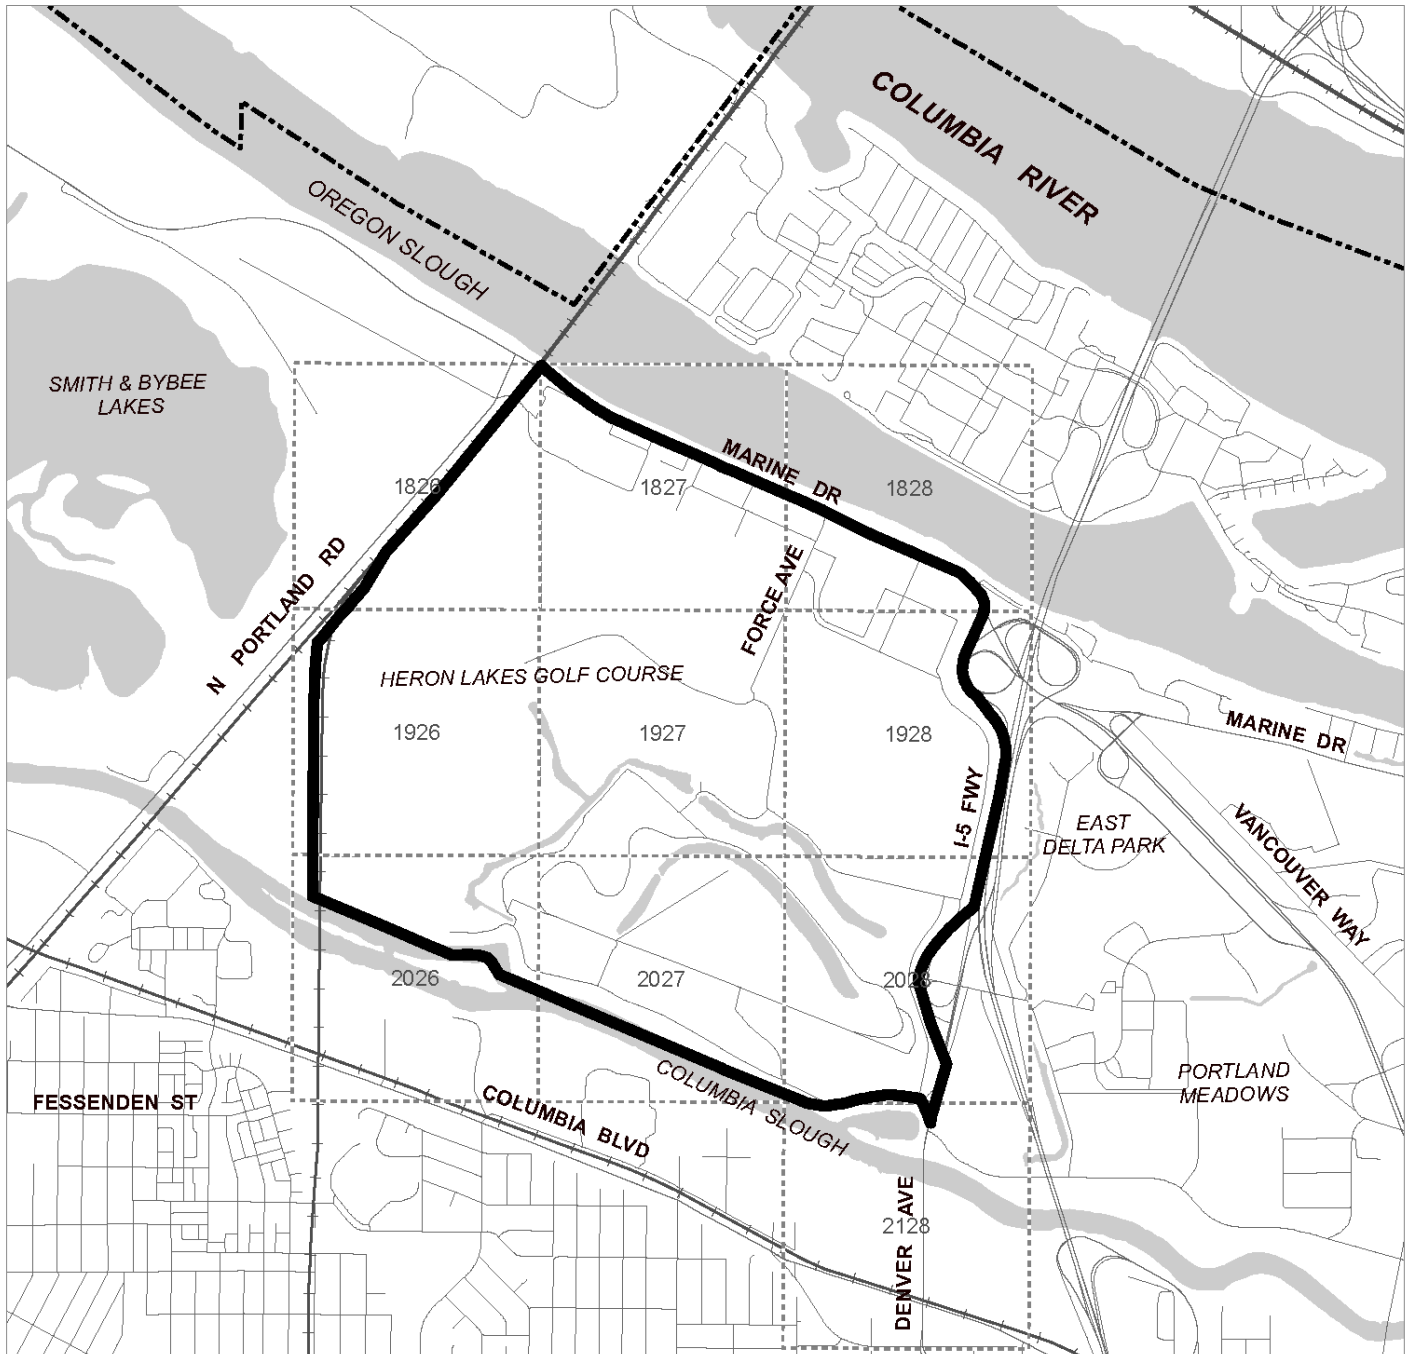 COLUMBIA RIVER
OREGON SLOUGH
SMITH & BYBEE
LAKES
MARINE DR
1826
1827
1828
N PORTLAND RD
FORCE AVE
HERON LAKES GOLF COURSE
1926
1927
1928
MARINE DR
I-5 FWY
EAST
DELTA PARK
VANCOUVER WAY
2026
2027
2028
PORTLAND
MEADOWS
FESSENDEN ST
COLUMBIA BLVD
COLUMBIA SLOUGH
DENVER AVE
2128